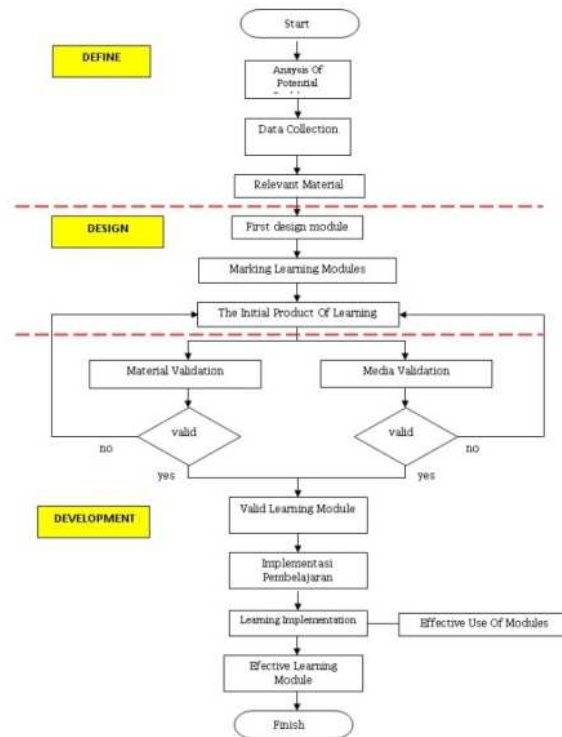 Start
DEFINE
Anaysis Of
Potential
Data Collection
Relevant Material
DESIGN
First design module
Marking Learning Modules
The Initial Product Of Learning
Material Validation
Media Validation
valid
valid
no
no
yes
yes
Valid Learning Module
DEVELOPMENT
Implementasi
Pembelajaran
Learning Implementation
Effective Use Of Modules
Efective Learning
Module
Finish